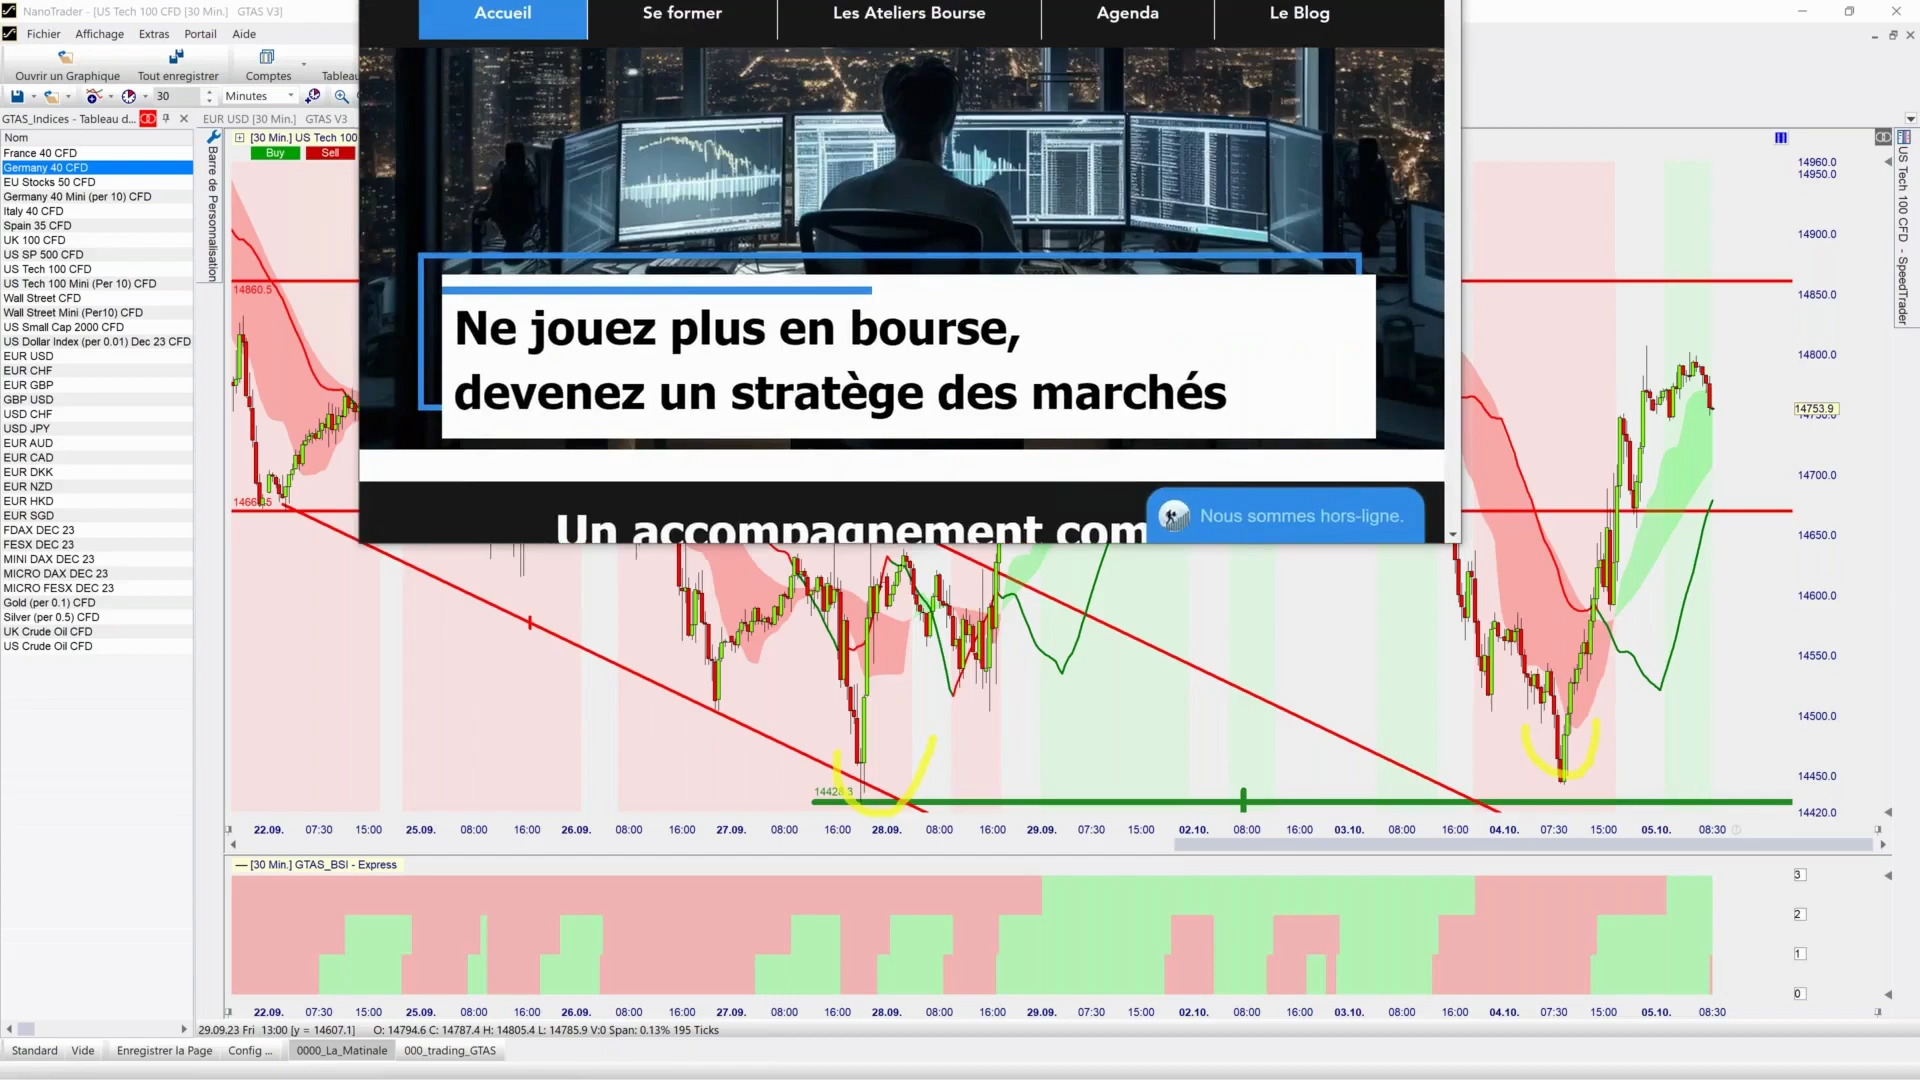 NanoTrader - [US Tech 100 CFD [30 Min.] GTAS V3]
Fichier Affichage Extras Portail Aide
Ouvrir un Graphique Tout enregistrer Comptes Tableau
30 Minutes
GTAS_Indices - Tableau d...
EUR USD [30 Min.] GTAS V3
Nom
France 40 CFD
Germany 40 CFD
EU Stocks 50 CFD
Germany 40 Mini (per 10) CFD
Italy 40 CFD
Spain 35 CFD
UK 100 CFD
US SP 500 CFD
US Tech 100 CFD
US Tech 100 Mini (Per 10) CFD
Wall Street CFD
Wall Street Mini (Per10) CFD
US Small Cap 2000 CFD
US Dollar Index (per 0.01) Dec 23 CFD
EUR USD
EUR CHF
EUR GBP
GBP USD
USD CHF
USD JPY
EUR AUD
EUR CAD
EUR DKK
EUR NZD
EUR HKD
EUR SGD
FDAX DEC 23
FESX DEC 23
MINI DAX DEC 23
MICRO DAX DEC 23
MICRO FESX DEC 23
Gold (per 0.1) CFD
Silver (per 0.5) CFD
UK Crude Oil CFD
US Crude Oil CFD
Barre de Personnalisation
[30 Min.] US Tech 100
Buy Sell
14860.5
Accueil Se former Les Ateliers Bourse Agenda Le Blog
Ne jouez plus en bourse,
devenez un stratège des marchés
Un accompagnement com
Nous sommes hors-ligne.
14428.3
14960.0
14950.0
14900.0
14850.0
14800.0
14753.9
14700.0
14650.0
14600.0
14550.0
14500.0
14450.0
14420.0
US Tech 100 CFD - SpeedTrader
22.09. 07:30 15:00 25.09. 08:00 16:00 26.09. 08:00 16:00 27.09. 08:00 16:00 28.09. 08:00 16:00 29.09. 07:30 15:00 02.10. 08:00 16:00 03.10. 08:00 16:00 04.10. 07:30 15:00 05.10. 08:30
[30 Min.] GTAS_BSI - Express
3
2
1
0
22.09. 07:30 15:00 25.09. 08:00 16:00 26.09. 08:00 16:00 27.09. 08:00 16:00 28.09. 08:00 16:00 29.09. 07:30 15:00 02.10. 08:00 16:00 03.10. 08:00 16:00 04.10. 07:30 15:00 05.10. 08:30
29.09.23 Fri 13:00 [y = 14607.1] O: 14794.6 C: 14787.4 H: 14805.4 L: 14785.9 V:0 Span: 0.13% 195 Ticks
Standard Vide Enregistrer la Page Config ... 0000_La_Matinale 000_trading_GTAS